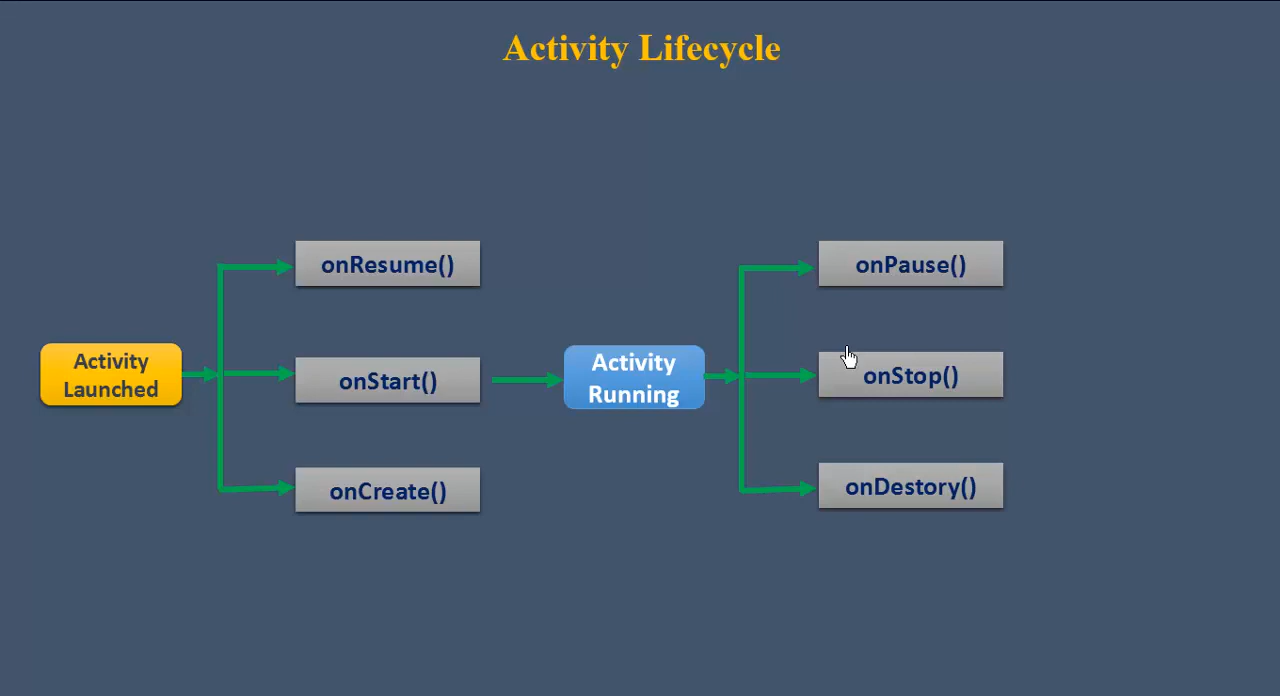 Activity Lifecycle
onResume()
onPause()
Activity
Launched
onStart()
Activity
Running
onStop()
onCreate()
onDestory()